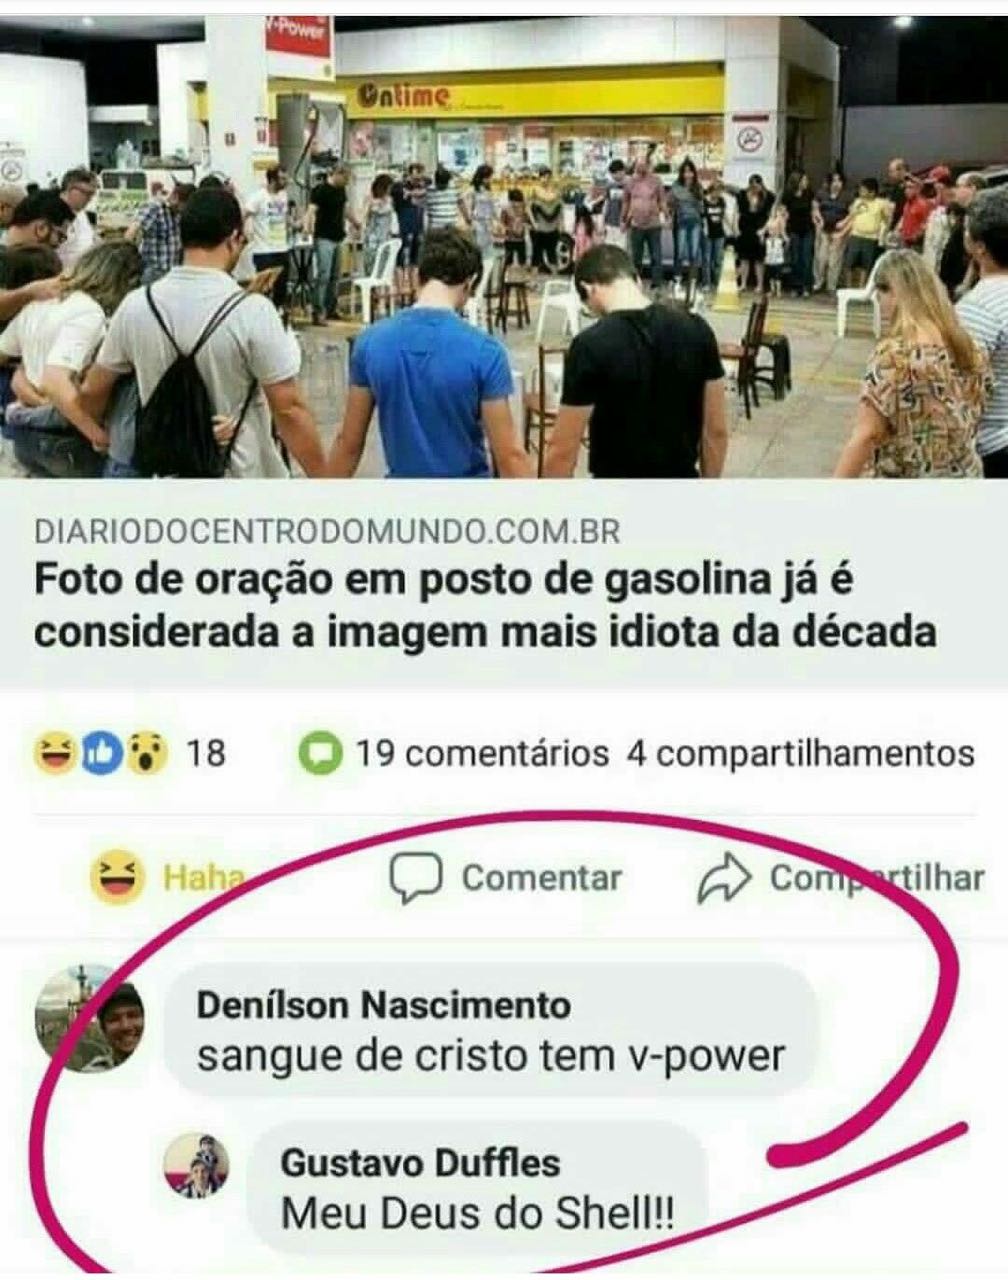 V-Power
Ontime
DIARIODOCENTRODOMUNDO.COM.BR
Foto de oração em posto de gasolina já é
considerada a imagem mais idiota da década
18
19 comentários 4 compartilhamentos
Haha
Comentar
Compartilhar
Denílson Nascimento
sangue de cristo tem v-power
Gustavo Duffles
Meu Deus do Shell!!